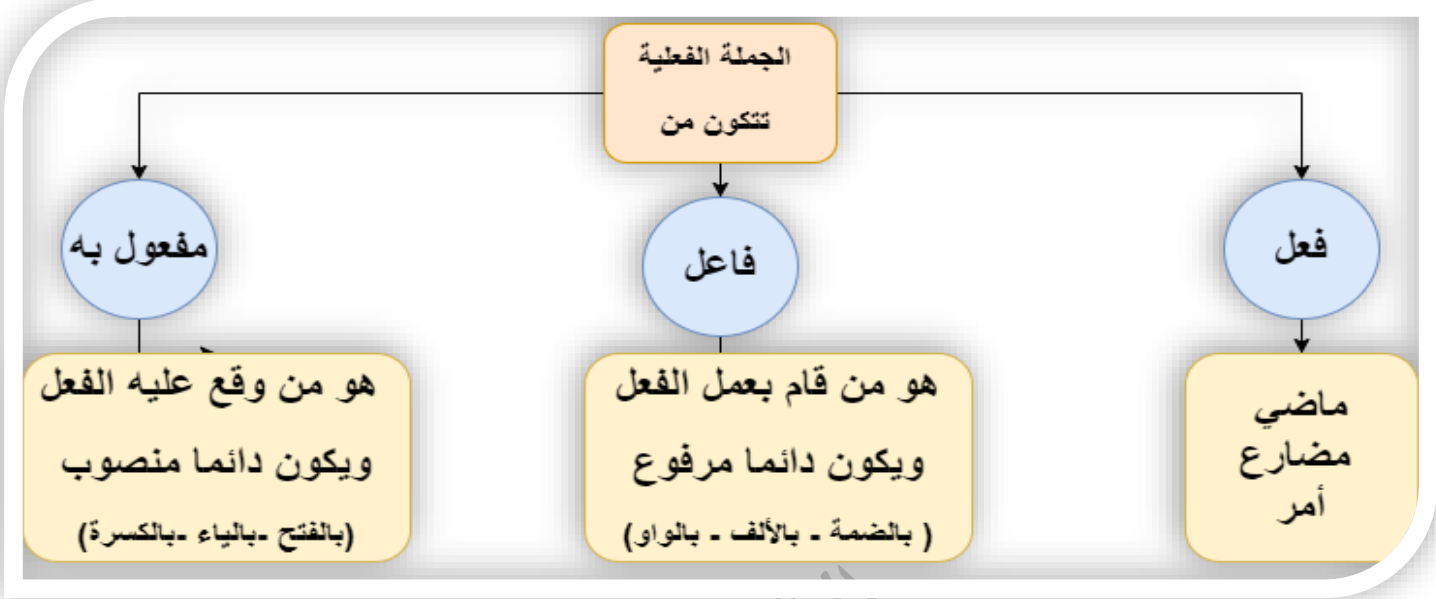 الجملة الفعلية
تتكون من
فعل
فاعل
مفعول به
ماضي
مضارع
أمر
هو من قام بعمل الفعل
ويكون دائما مرفوع
( بالضمة - بالألف - بالواو)
هو من وقع عليه الفعل
ويكون دائما منصوب
(بالفتح -بالياء -بالكسرة)